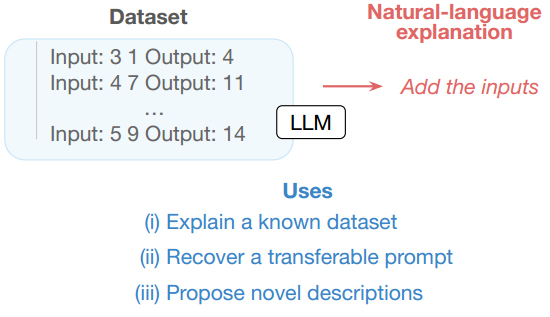 Dataset
Natural-language
explanation
Input: 3 1 Output: 4
Input: 4 7 Output: 11
...
Input: 5 9 Output: 14
LLM
Add the inputs
Uses
(i) Explain a known dataset
(ii) Recover a transferable prompt
(iii) Propose novel descriptions